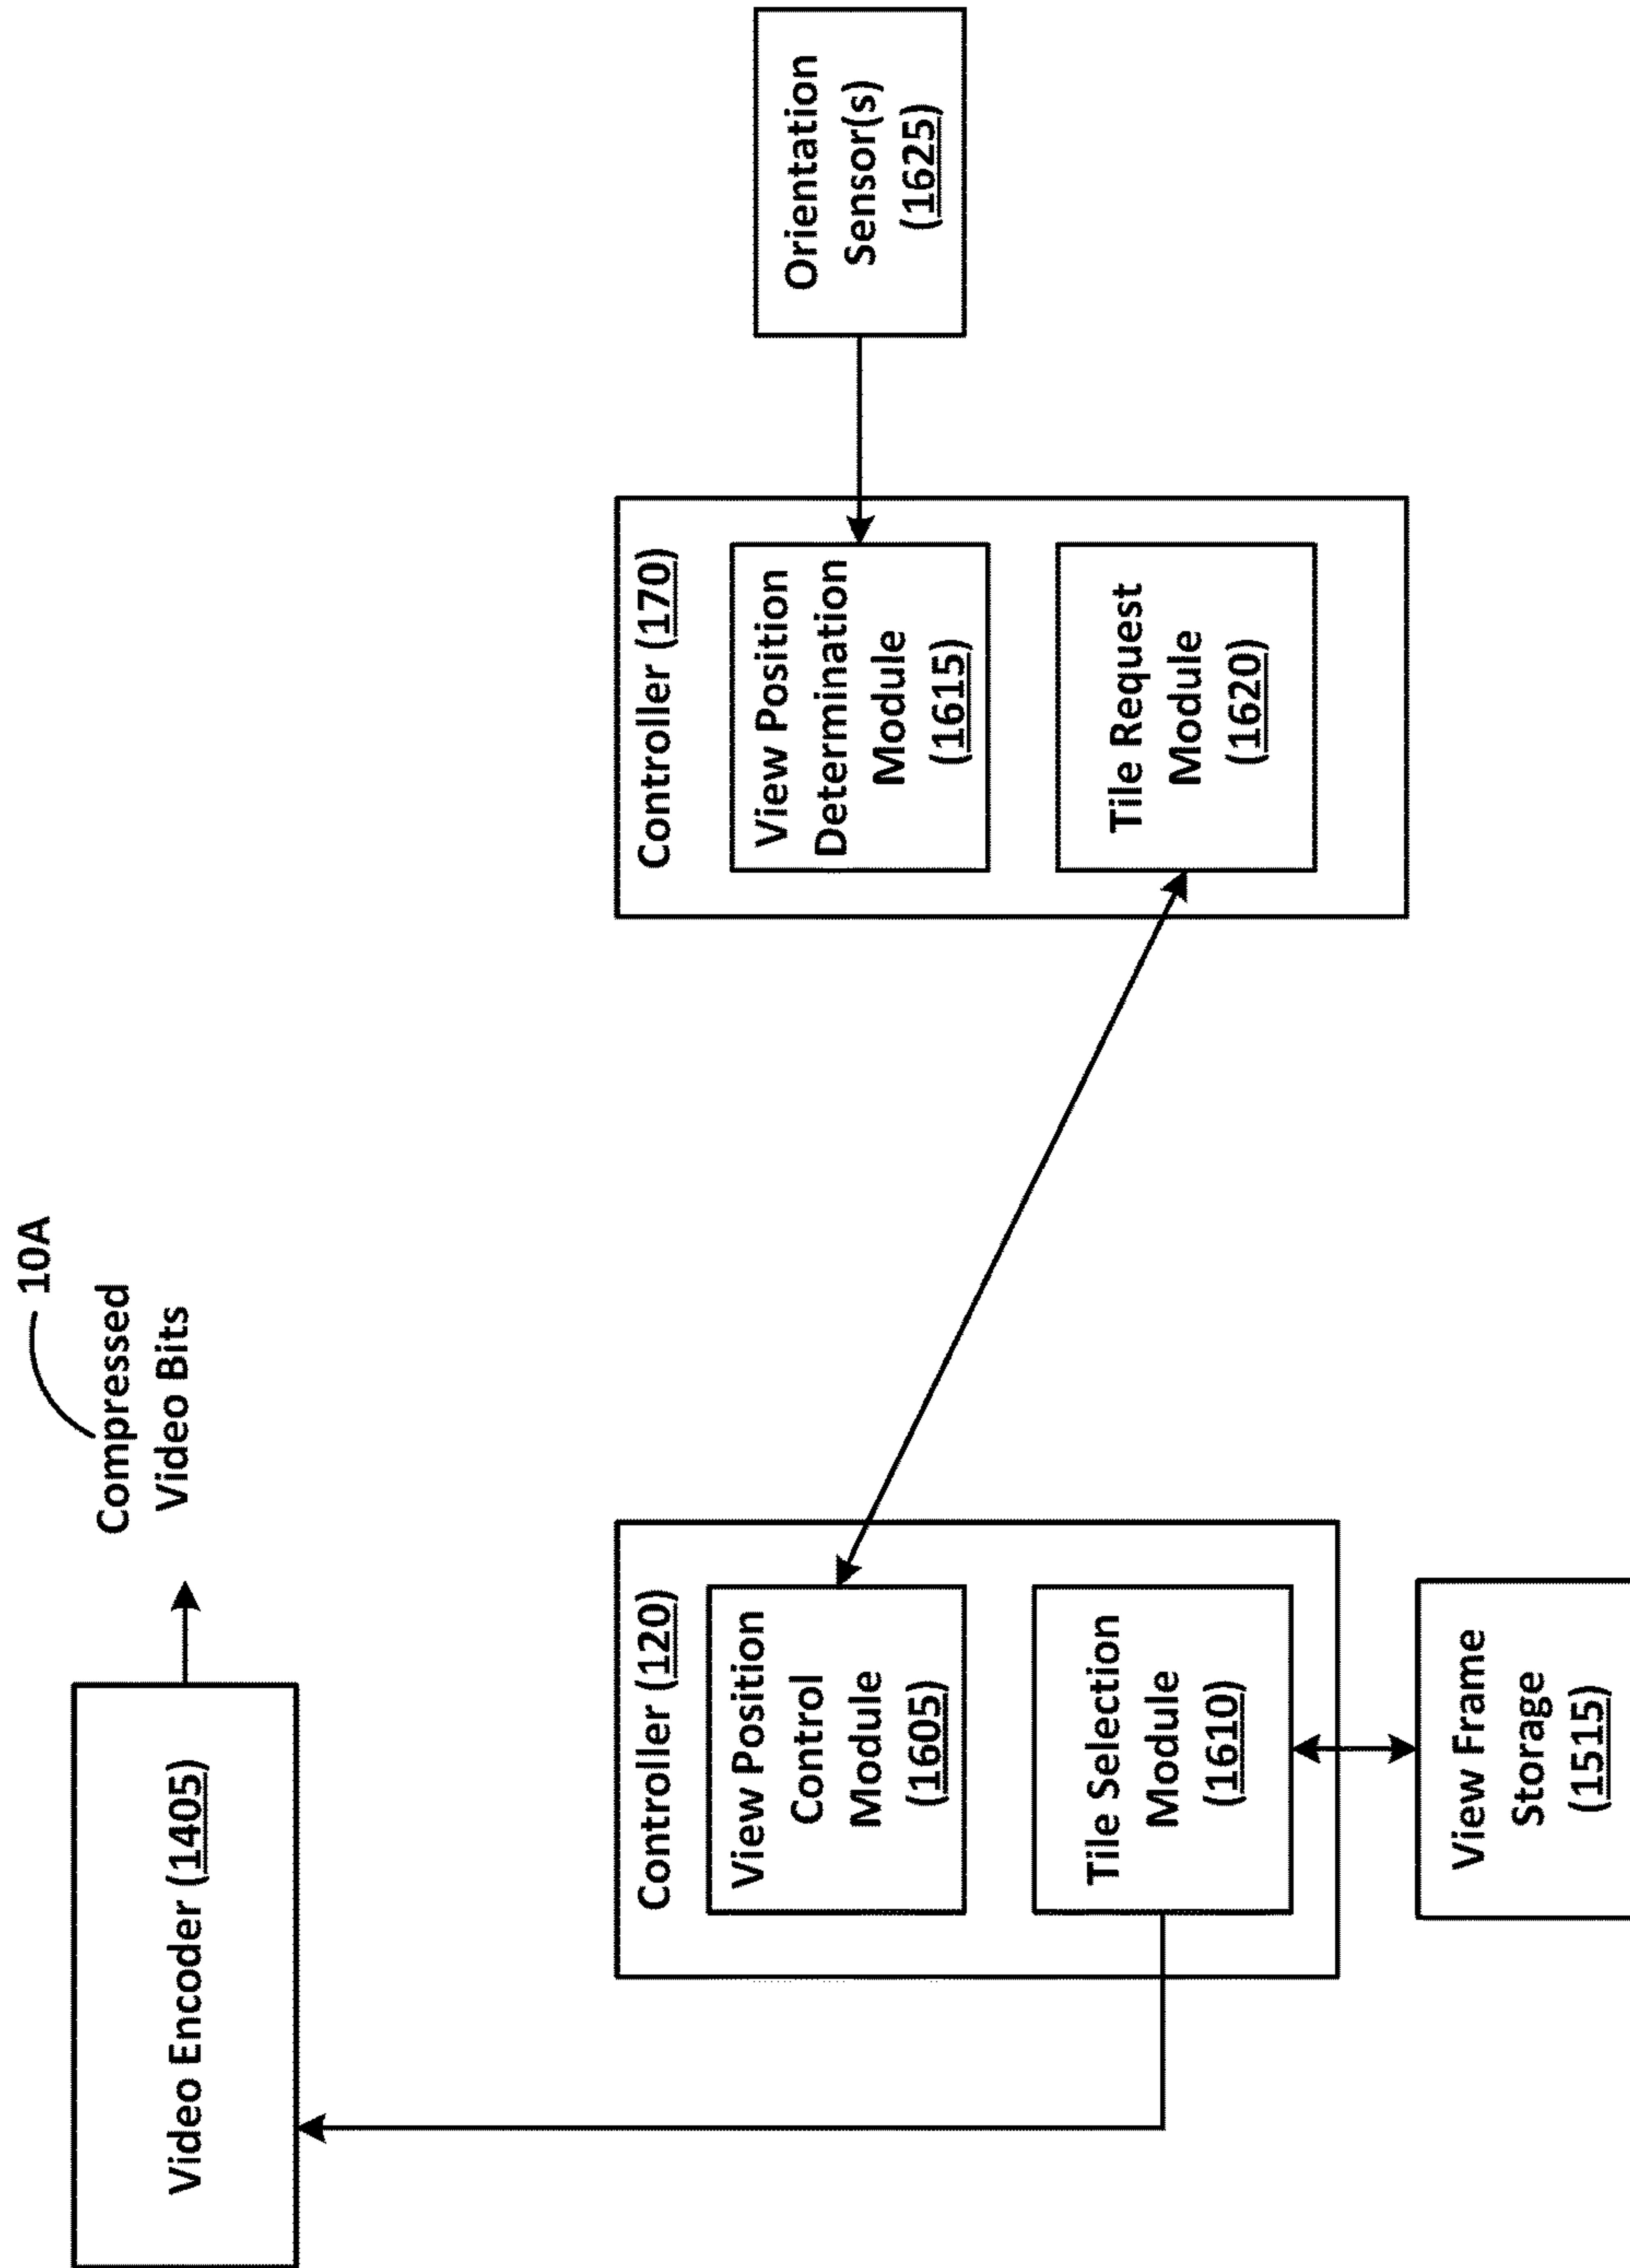 10A
Compressed
Video Bits
Video Encoder (1405)
Controller (120)
View Position
Control
Module
(1605)
Tile Selection
Module
(1610)
View Frame
Storage
(1515)
Controller (170)
View Position
Determination
Module
(1615)
Tile Request
Module
(1620)
Orientation
Sensor(s)
(1625)